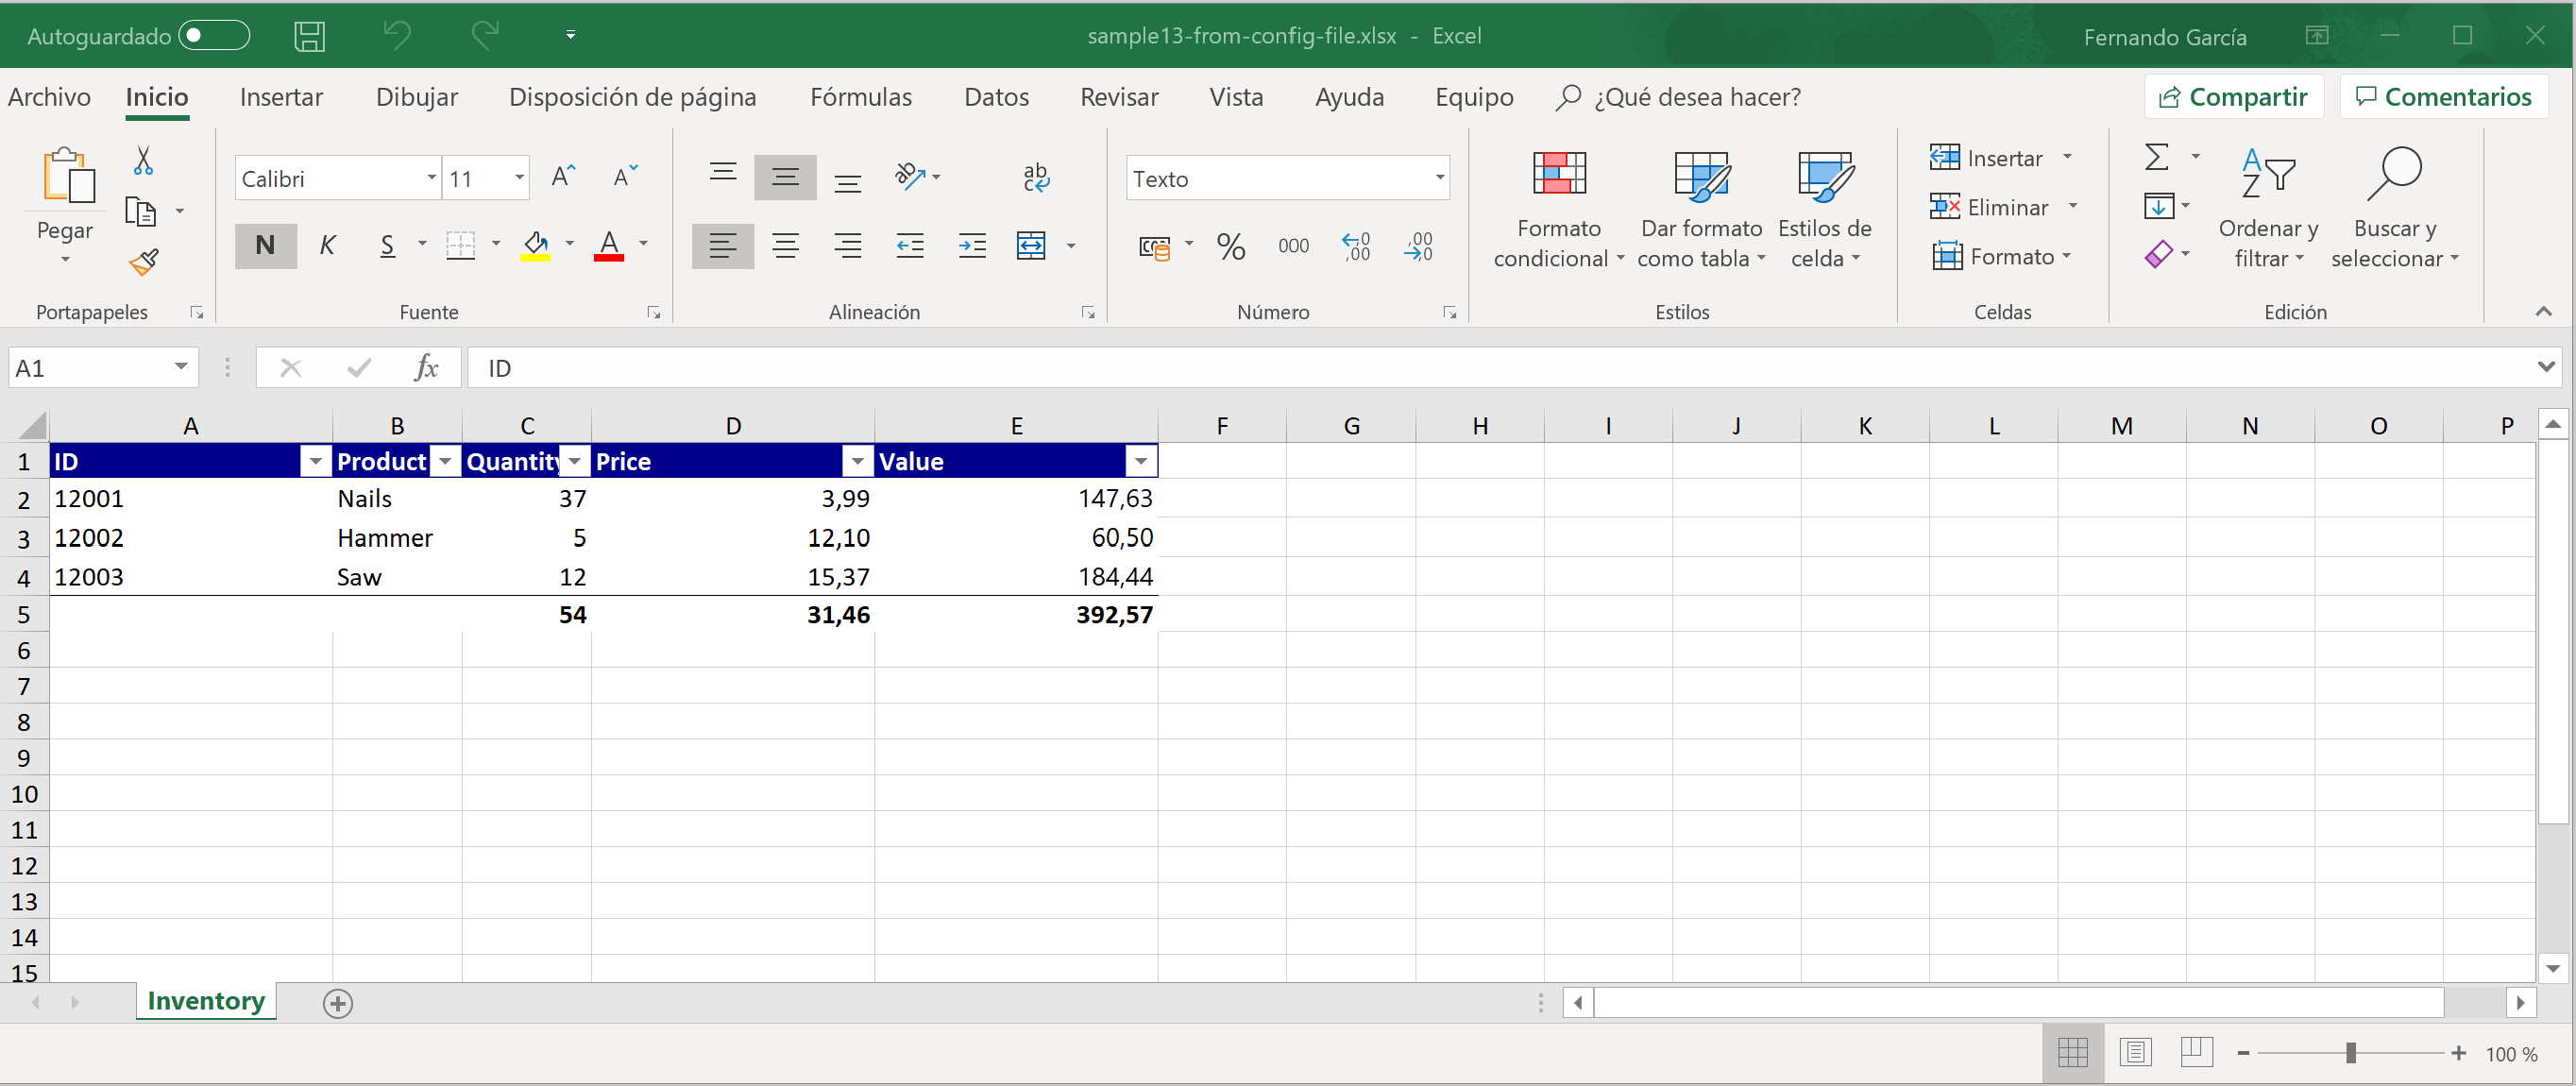 Autoguardado sample13-from-config-file.xlsx - Excel Fernando García
Archivo Inicio Insertar Dibujar Disposición de página Fórmulas Datos Revisar Vista Ayuda Equipo ¿Qué desea hacer? Compartir Comentarios
Pegar
Portapapeles
Calibri 11
N K S
Fuente
ab
c
Alineación
Texto
% 000
Número
Formato condicional
Dar formato como tabla
Estilos de celda
Estilos
Insertar
Eliminar
Formato
Celdas
Ordenar y filtrar
Buscar y seleccionar
Edición
A1 fx ID
A B C D E F G H I J K L M N O P
1 ID Product Quantity Price Value
2 12001 Nails 37 3,99 147,63
3 12002 Hammer 5 12,10 60,50
4 12003 Saw 12 15,37 184,44
5 54 31,46 392,57
6
7
8
9
10
11
12
13
14
15
Inventory
100 %